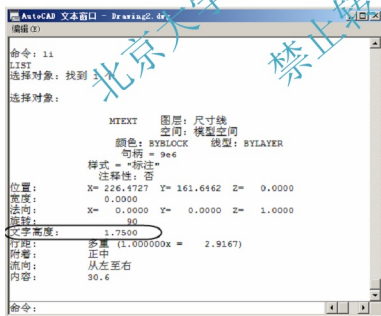 AutoCAD 文本窗口 - Drawing2.dwg
编辑(E)
命令: li
LIST
选择对象: 找到 1 个
选择对象:
MTEXT 图层: 尺寸线
空间: 模型空间
颜色: BYBLOCK 线型: BYLAYER
句柄 = 9e6
样式 = "标注"
注释性: 否
位置: X= 226.4727 Y= 161.6462 Z= 0.0000
宽度: 0.0000
法向: X= 0.0000 Y= 0.0000 Z= 1.0000
旋转: 90
文字高度: 1.7500
行距: 多重 (1.000000x = 2.9167)
附着: 正中
流向: 从左至右
内容: 30.6
命令:
北京大学
禁止转